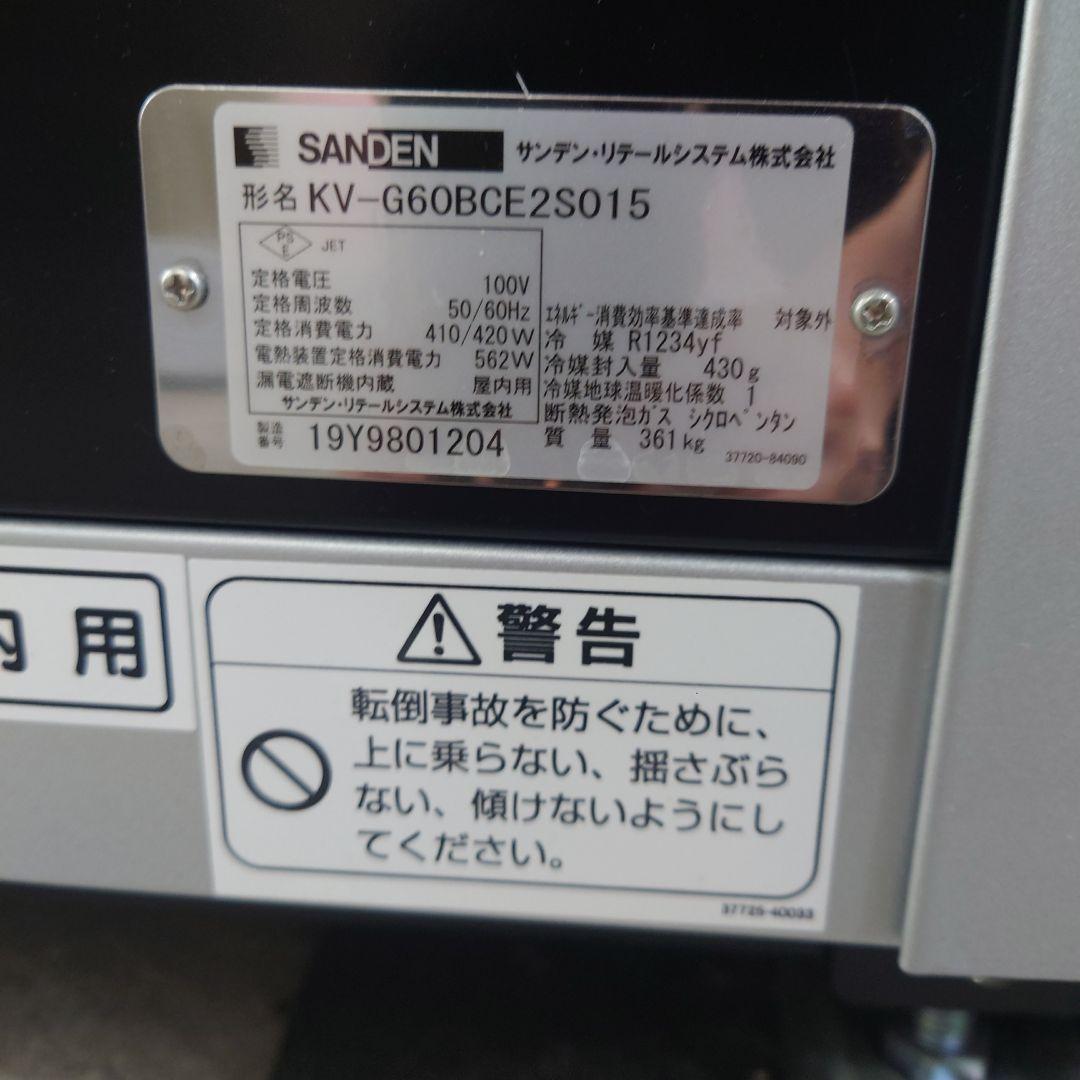 SANDEN サンデン・リテールシステム株式会社
形名 KV-G60BCE2S015
PS E JET
定格電圧 100V
定格周波数 50/60Hz
定格消費電力 410/420W
電熱装置定格消費電力 562W
漏電遮断機内蔵 屋内用
サンデン・リテールシステム株式会社
製造番号 19Y9801204
エネルギー消費効率基準達成率 対象外
冷媒 R1234yf
冷媒封入量 430g
冷媒地球温暖化係数 1
断熱発泡ガス シクロペンタン
質量 361kg
37720-84090
内用
警告
転倒事故を防ぐために、
上に乗らない、揺さぶら
ない、傾けないようにし
てください。
37725-40033